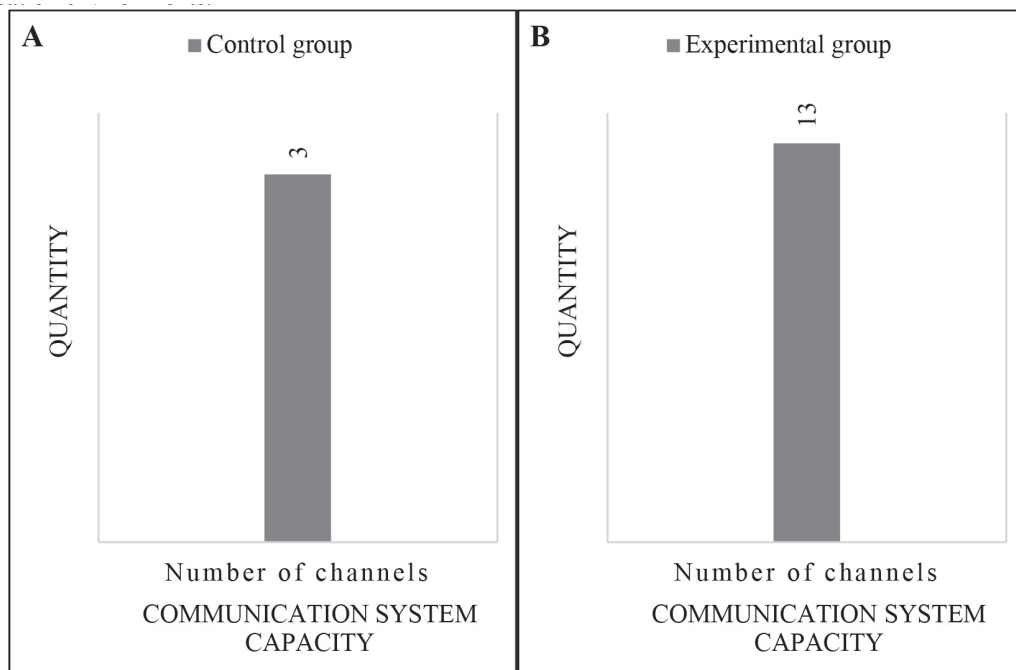 A
Control group
3
QUANTITY
Number of channels
COMMUNICATION SYSTEM
CAPACITY
B
Experimental group
13
QUANTITY
Number of channels
COMMUNICATION SYSTEM
CAPACITY